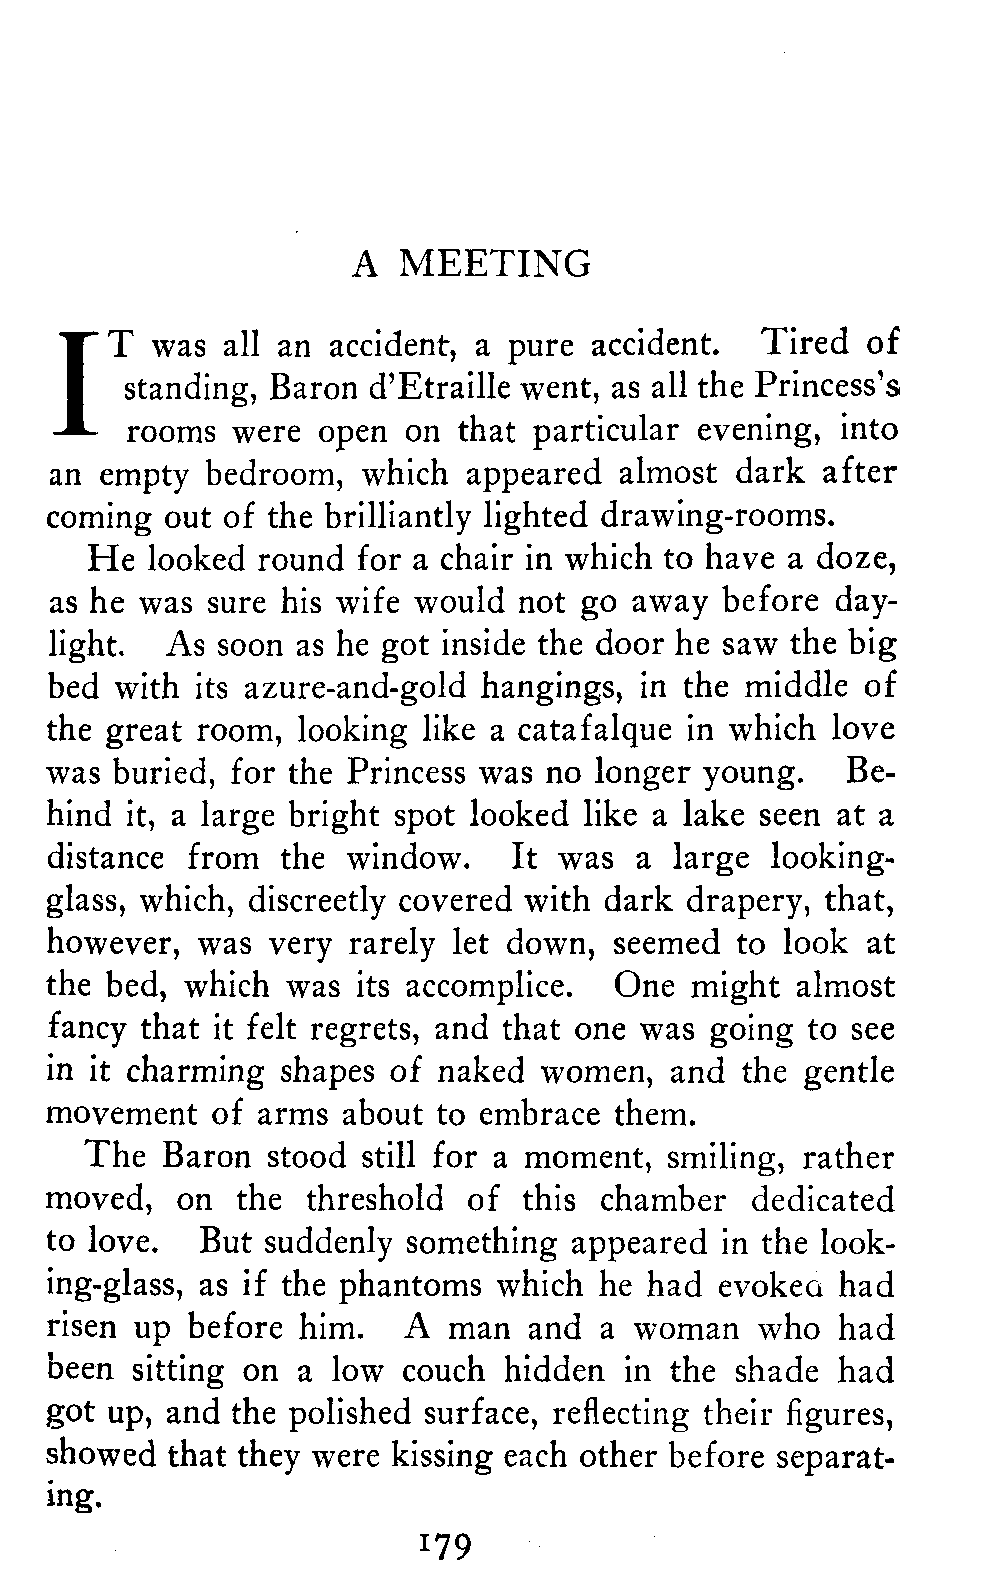 A MEETING
IT was all an accident, a pure accident. Tired of
standing, Baron d'Etraille went, as all the Princess's
rooms were open on that particular evening, into
an empty bedroom, which appeared almost dark after
coming out of the brilliantly lighted drawing-rooms.
He looked round for a chair in which to have a doze,
as he was sure his wife would not go away before day-
light. As soon as he got inside the door he saw the big
bed with its azure-and-gold hangings, in the middle of
the great room, looking like a catafalque in which love
was buried, for the Princess was no longer young. Be-
hind it, a large bright spot looked like a lake seen at a
distance from the window. It was a large looking-
glass, which, discreetly covered with dark drapery, that,
however, was very rarely let down, seemed to look at
the bed, which was its accomplice. One might almost
fancy that it felt regrets, and that one was going to see
in it charming shapes of naked women, and the gentle
movement of arms about to embrace them.
The Baron stood still for a moment, smiling, rather
moved, on the threshold of this chamber dedicated
to love. But suddenly something appeared in the look-
ing-glass, as if the phantoms which he had evoked had
risen up before him. A man and a woman who had
been sitting on a low couch hidden in the shade had
got up, and the polished surface, reflecting their figures,
showed that they were kissing each other before separat-
ing.
179